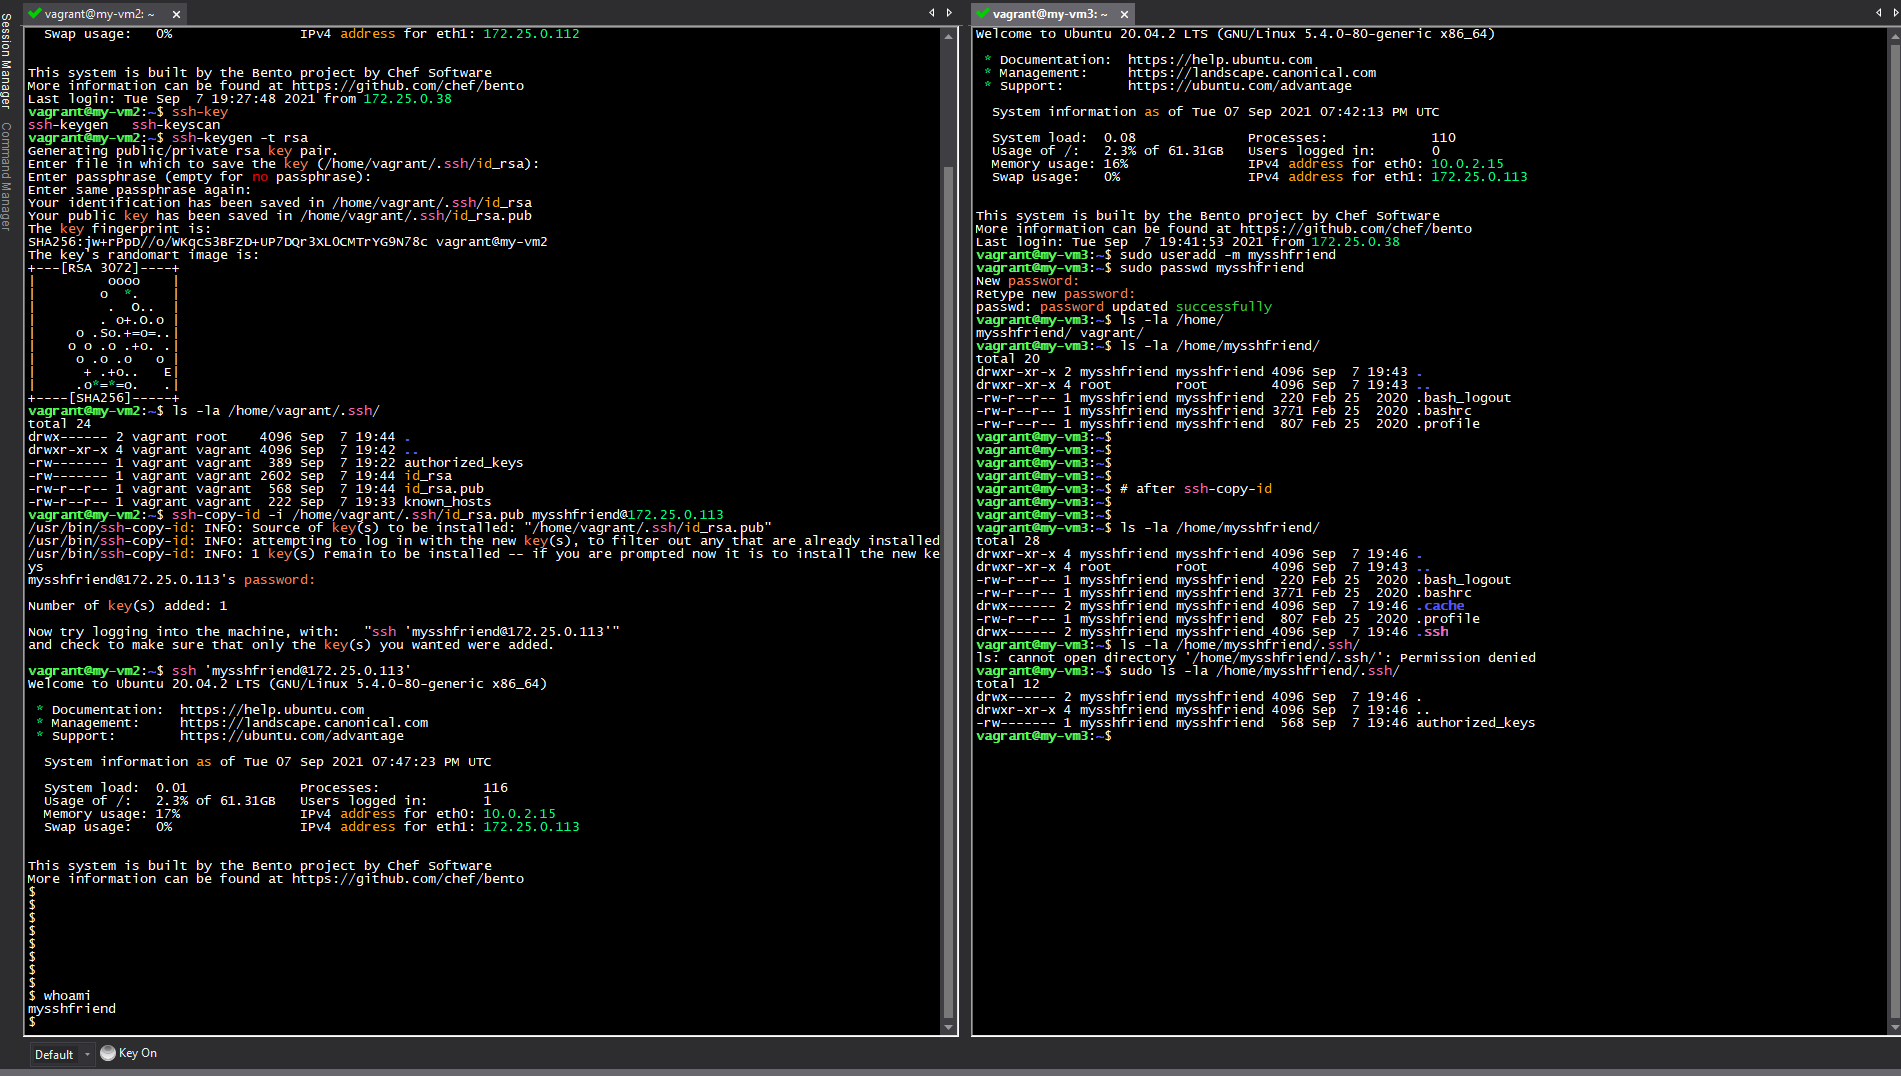 Session Manager
Command Manager
vagrant@my-vm2: ~
Swap usage:   0%                IPv4 address for eth1: 172.25.0.112
This system is built by the Bento project by Chef Software
More information can be found at https://github.com/chef/bento
Last login: Tue Sep  7 19:27:48 2021 from 172.25.0.38
vagrant@my-vm2:~$ ssh-key
ssh-keygen   ssh-keyscan
vagrant@my-vm2:~$ ssh-keygen -t rsa
Generating public/private rsa key pair.
Enter file in which to save the key (/home/vagrant/.ssh/id_rsa):
Enter passphrase (empty for no passphrase):
Enter same passphrase again:
Your identification has been saved in /home/vagrant/.ssh/id_rsa
Your public key has been saved in /home/vagrant/.ssh/id_rsa.pub
The key fingerprint is:
SHA256:jw+rPpD//o/WKqcS3BFZD+UP7DQr3XL0CMTrYG9N78c vagrant@my-vm2
The key's randomart image is:
+---[RSA 3072]----+
|         oooo    |
|        o  *.    |
|         .  O..  |
|        . o+.O.o |
|     o .So.+=o=..|
|    o o .o .+o. .|
|     o .o .o   o |
|      + .+o..   E|
|     .o*=*=o.   .|
+----[SHA256]-----+
vagrant@my-vm2:~$ ls -la /home/vagrant/.ssh/
total 24
drwx------ 2 vagrant root    4096 Sep  7 19:44 .
drwxr-xr-x 4 vagrant vagrant 4096 Sep  7 19:42 ..
-rw------- 1 vagrant vagrant  389 Sep  7 19:22 authorized_keys
-rw------- 1 vagrant vagrant 2602 Sep  7 19:44 id_rsa
-rw-r--r-- 1 vagrant vagrant  568 Sep  7 19:44 id_rsa.pub
-rw-r--r-- 1 vagrant vagrant  222 Sep  7 19:33 known_hosts
vagrant@my-vm2:~$ ssh-copy-id -i /home/vagrant/.ssh/id_rsa.pub mysshfriend@172.25.0.113
/usr/bin/ssh-copy-id: INFO: Source of key(s) to be installed: "/home/vagrant/.ssh/id_rsa.pub"
/usr/bin/ssh-copy-id: INFO: attempting to log in with the new key(s), to filter out any that are already installed
/usr/bin/ssh-copy-id: INFO: 1 key(s) remain to be installed -- if you are prompted now it is to install the new ke
ys
mysshfriend@172.25.0.113's password:
Number of key(s) added: 1
Now try logging into the machine, with:   "ssh 'mysshfriend@172.25.0.113'"
and check to make sure that only the key(s) you wanted were added.
vagrant@my-vm2:~$ ssh 'mysshfriend@172.25.0.113'
Welcome to Ubuntu 20.04.2 LTS (GNU/Linux 5.4.0-80-generic x86_64)
* Documentation:  https://help.ubuntu.com
* Management:     https://landscape.canonical.com
* Support:        https://ubuntu.com/advantage
System information as of Tue 07 Sep 2021 07:47:23 PM UTC
System load:  0.01              Processes:             116
Usage of /:   2.3% of 61.31GB   Users logged in:       1
Memory usage: 17%               IPv4 address for eth0: 10.0.2.15
Swap usage:   0%                IPv4 address for eth1: 172.25.0.113
This system is built by the Bento project by Chef Software
More information can be found at https://github.com/chef/bento
$
$
$
$
$
$
$
$
$ whoami
mysshfriend
$
Default
Key On
vagrant@my-vm3: ~
Welcome to Ubuntu 20.04.2 LTS (GNU/Linux 5.4.0-80-generic x86_64)
* Documentation:  https://help.ubuntu.com
* Management:     https://landscape.canonical.com
* Support:        https://ubuntu.com/advantage
System information as of Tue 07 Sep 2021 07:42:13 PM UTC
System load:  0.08              Processes:             110
Usage of /:   2.3% of 61.31GB   Users logged in:       0
Memory usage: 16%               IPv4 address for eth0: 10.0.2.15
Swap usage:   0%                IPv4 address for eth1: 172.25.0.113
This system is built by the Bento project by Chef Software
More information can be found at https://github.com/chef/bento
Last login: Tue Sep  7 19:41:53 2021 from 172.25.0.38
vagrant@my-vm3:~$ sudo useradd -m mysshfriend
vagrant@my-vm3:~$ sudo passwd mysshfriend
New password:
Retype new password:
passwd: password updated successfully
vagrant@my-vm3:~$ ls -la /home/
mysshfriend/ vagrant/
vagrant@my-vm3:~$ ls -la /home/mysshfriend/
total 20
drwxr-xr-x 2 mysshfriend mysshfriend 4096 Sep  7 19:43 .
drwxr-xr-x 4 root        root        4096 Sep  7 19:43 ..
-rw-r--r-- 1 mysshfriend mysshfriend  220 Feb 25  2020 .bash_logout
-rw-r--r-- 1 mysshfriend mysshfriend 3771 Feb 25  2020 .bashrc
-rw-r--r-- 1 mysshfriend mysshfriend  807 Feb 25  2020 .profile
vagrant@my-vm3:~$
vagrant@my-vm3:~$
vagrant@my-vm3:~$
vagrant@my-vm3:~$
vagrant@my-vm3:~$ # after ssh-copy-id
vagrant@my-vm3:~$
vagrant@my-vm3:~$
vagrant@my-vm3:~$ ls -la /home/mysshfriend/
total 28
drwxr-xr-x 4 mysshfriend mysshfriend 4096 Sep  7 19:46 .
drwxr-xr-x 4 root        root        4096 Sep  7 19:43 ..
-rw-r--r-- 1 mysshfriend mysshfriend  220 Feb 25  2020 .bash_logout
-rw-r--r-- 1 mysshfriend mysshfriend 3771 Feb 25  2020 .bashrc
drwx------ 2 mysshfriend mysshfriend 4096 Sep  7 19:46 .cache
-rw-r--r-- 1 mysshfriend mysshfriend  807 Feb 25  2020 .profile
drwx------ 2 mysshfriend mysshfriend 4096 Sep  7 19:46 .ssh
vagrant@my-vm3:~$ ls -la /home/mysshfriend/.ssh/
ls: cannot open directory '/home/mysshfriend/.ssh/': Permission denied
vagrant@my-vm3:~$ sudo ls -la /home/mysshfriend/.ssh/
total 12
drwx------ 2 mysshfriend mysshfriend 4096 Sep  7 19:46 .
drwxr-xr-x 4 mysshfriend mysshfriend 4096 Sep  7 19:46 ..
-rw------- 1 mysshfriend mysshfriend  568 Sep  7 19:46 authorized_keys
vagrant@my-vm3:~$